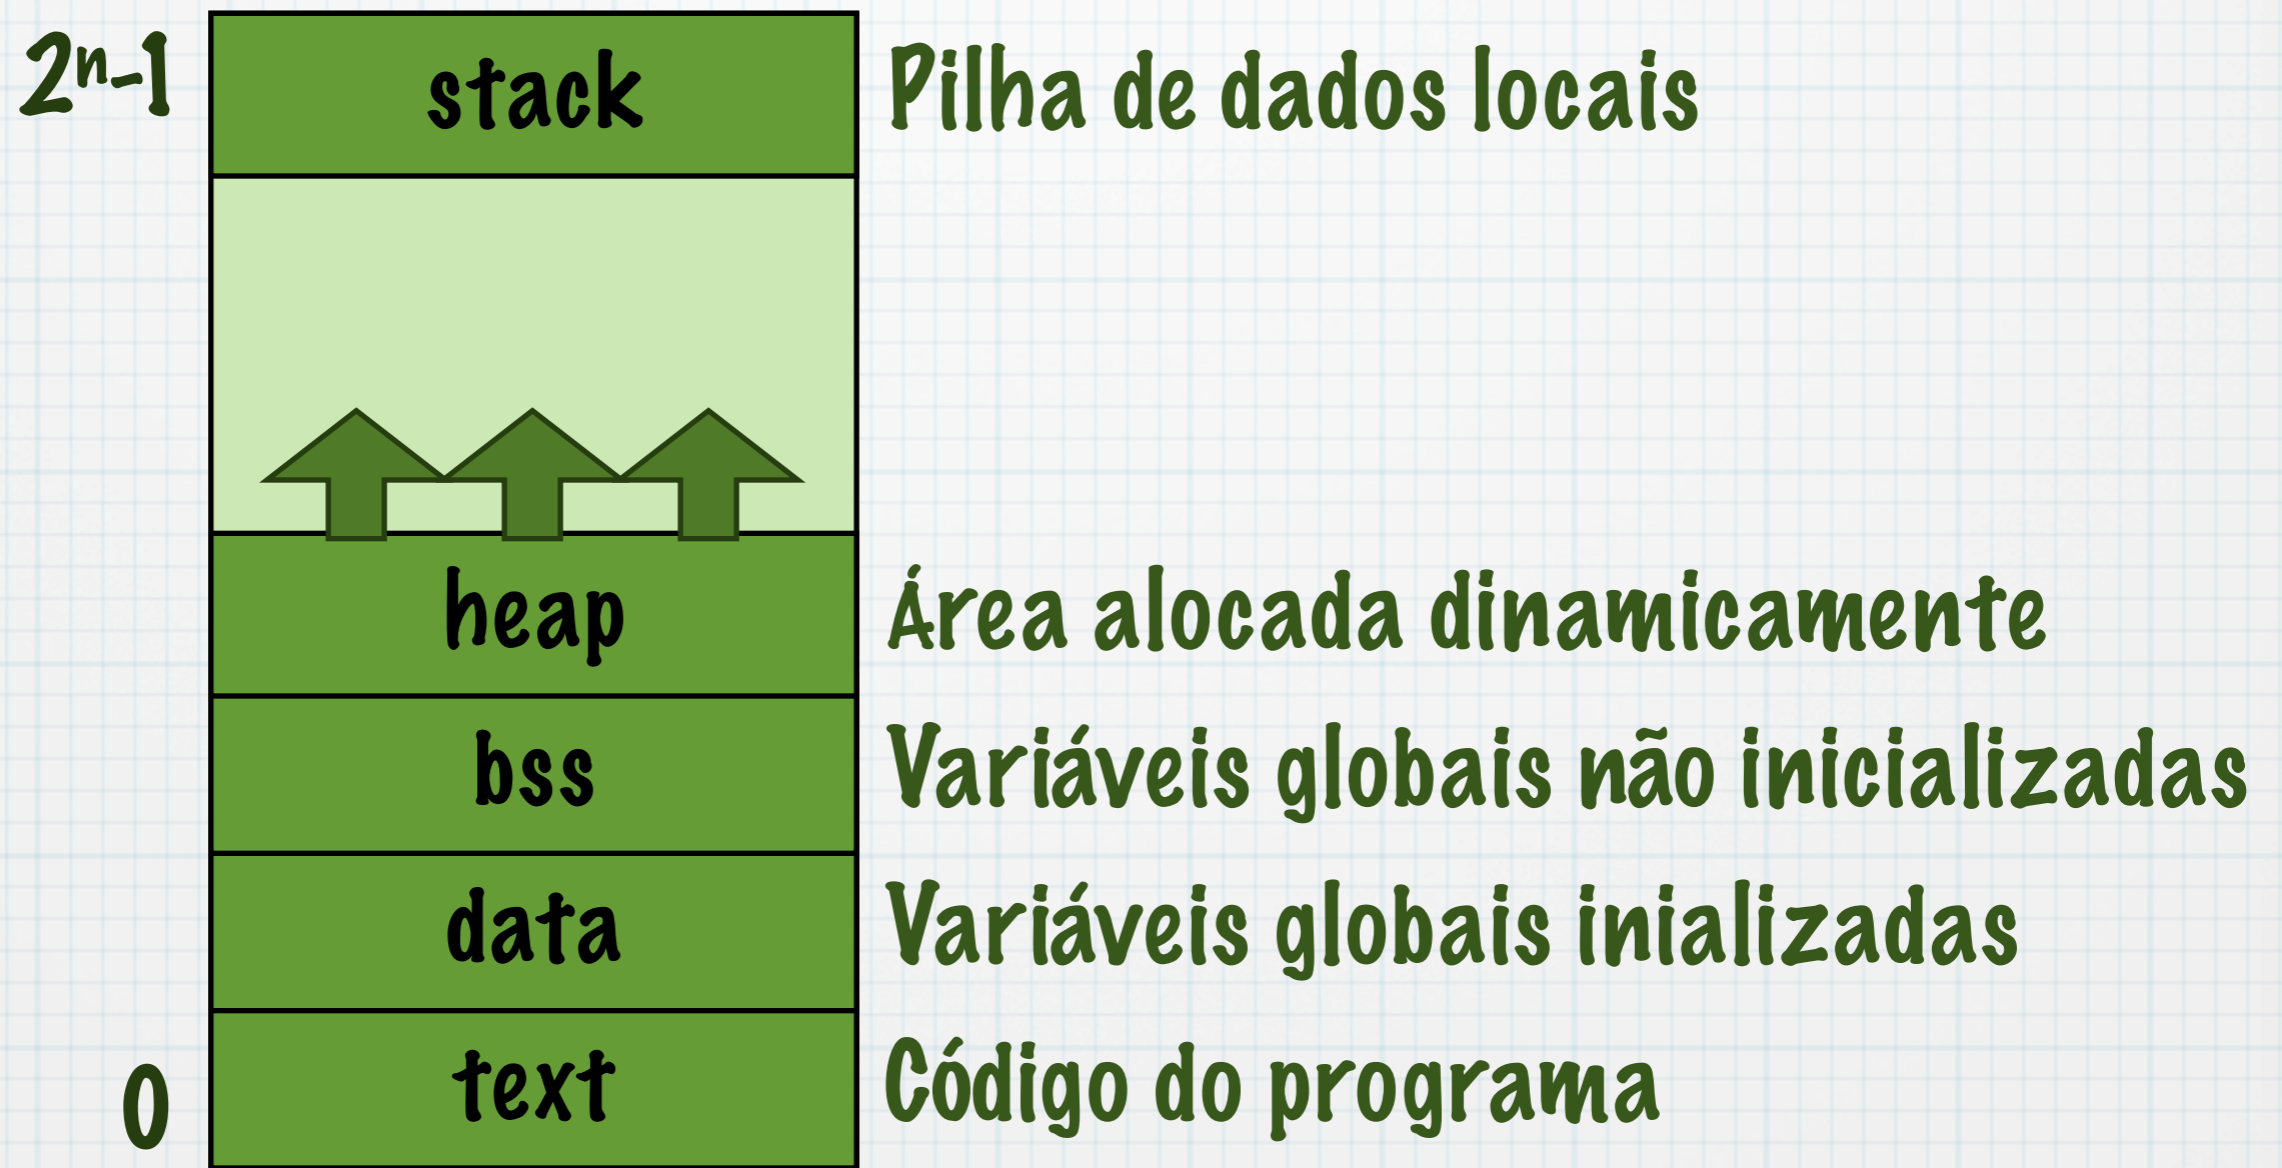 2ⁿ-1
stack
Pilha de dados locais
heap
Área alocada dinamicamente
bss
Variáveis globais não inicializadas
data
Variáveis globais inializadas
0
text
Código do programa